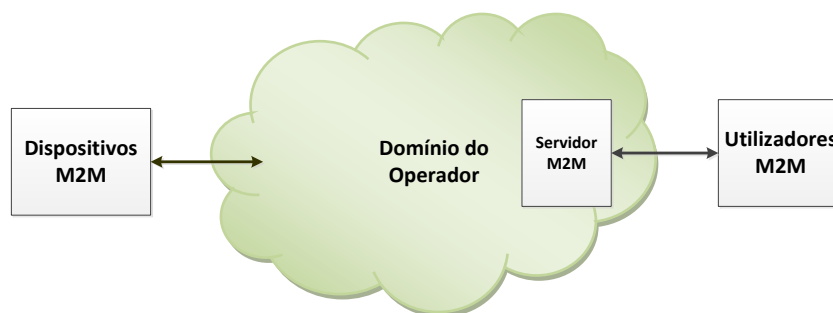 Dispositivos
M2M
Domínio do
Operador
Servidor
M2M
Utilizadores
M2M